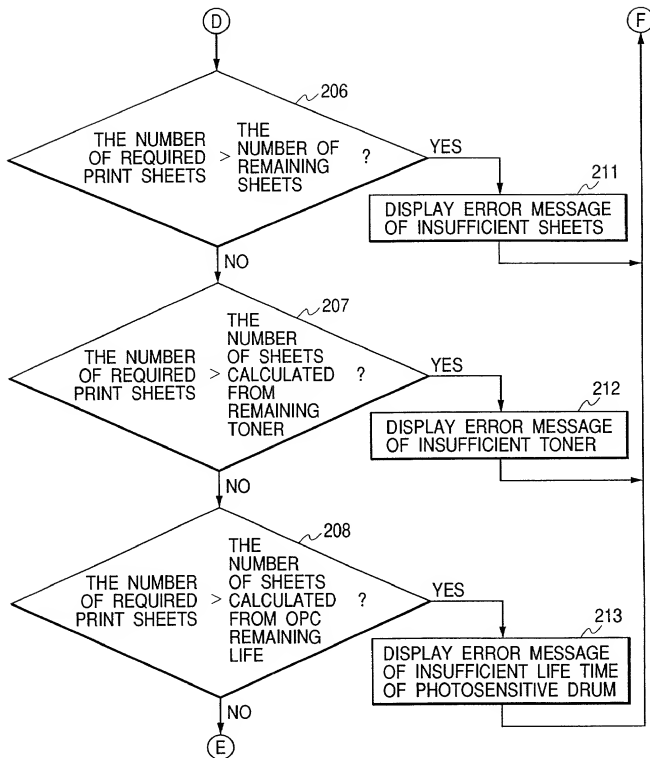 D
F
206
THE NUMBER
OF REQUIRED
PRINT SHEETS
>
THE
NUMBER OF
REMAINING
SHEETS
?
YES
211
DISPLAY ERROR MESSAGE
OF INSUFFICIENT SHEETS
NO
207
THE NUMBER
OF REQUIRED
PRINT SHEETS
>
THE
NUMBER
OF SHEETS
CALCULATED
FROM
REMAINING
TONER
?
YES
212
DISPLAY ERROR MESSAGE
OF INSUFFICIENT TONER
NO
208
THE NUMBER
OF REQUIRED
PRINT SHEETS
>
THE
NUMBER
OF SHEETS
CALCULATED
FROM OPC
REMAINING
LIFE
?
YES
213
DISPLAY ERROR MESSAGE
OF INSUFFICIENT LIFE TIME
OF PHOTOSENSITIVE DRUM
NO
E